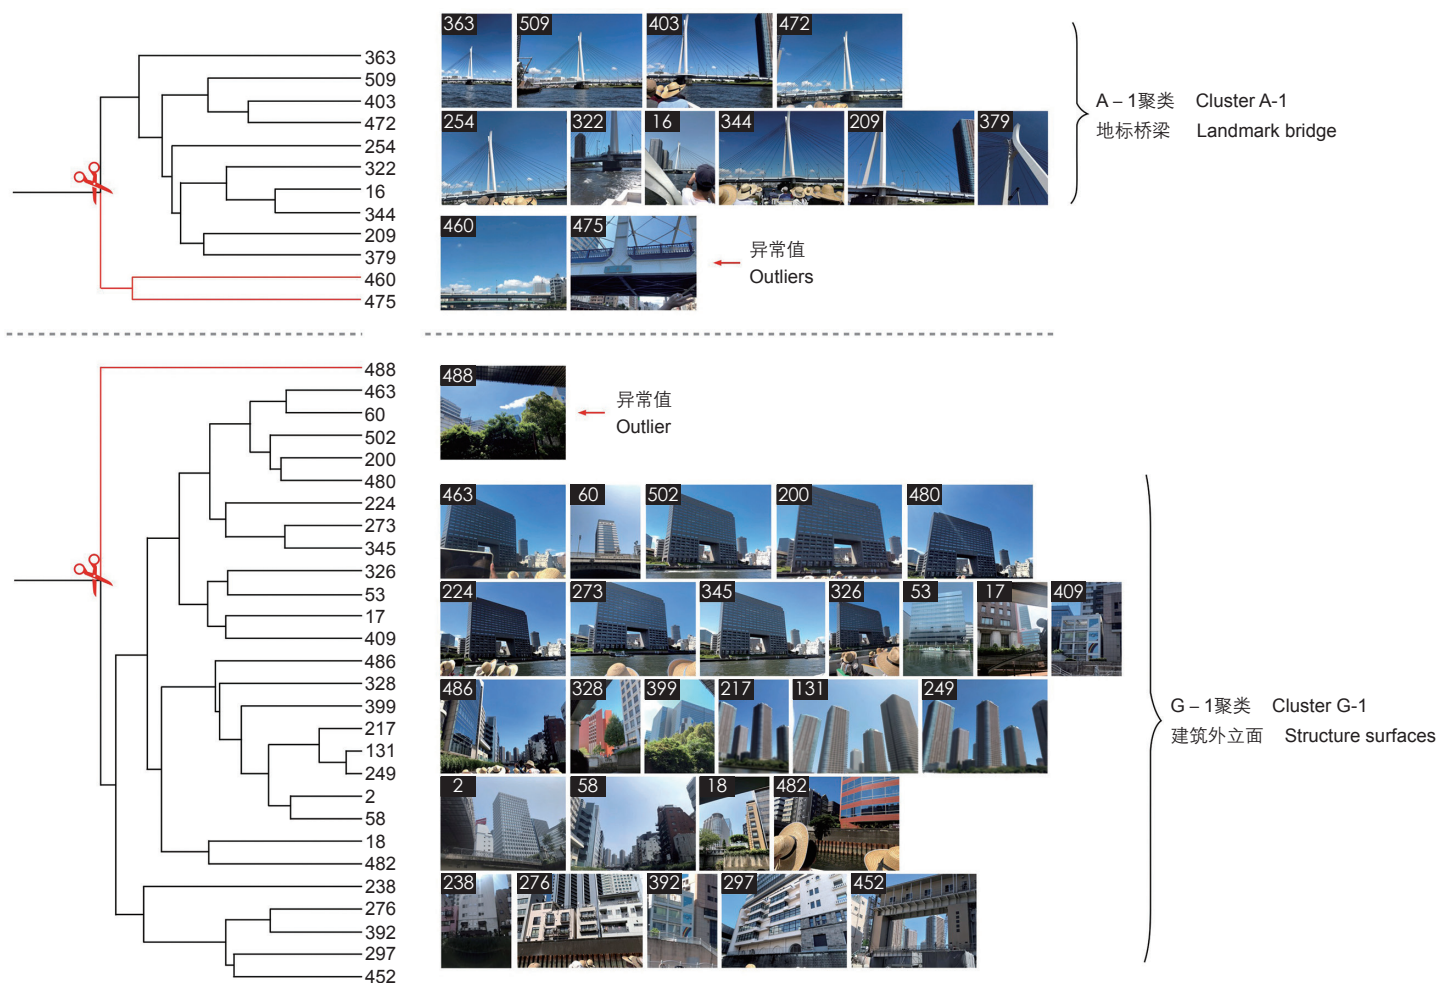 363
509
403
472
254
322
16
344
209
379
460
475
363 509 403 472
254 322 16 344 209 379
A – 1聚类 Cluster A-1
地标桥梁 Landmark bridge
460 475
异常值
Outliers
488
463
60
502
200
480
224
273
345
326
53
17
409
486
328
399
217
131
249
2
58
18
482
238
276
392
297
452
488
异常值
Outlier
463 60 502 200 480
224 273 345 326 53 17 409
486 328 399 217 131 249
2 58 18 482
238 276 392 297 452
G – 1聚类 Cluster G-1
建筑外立面 Structure surfaces